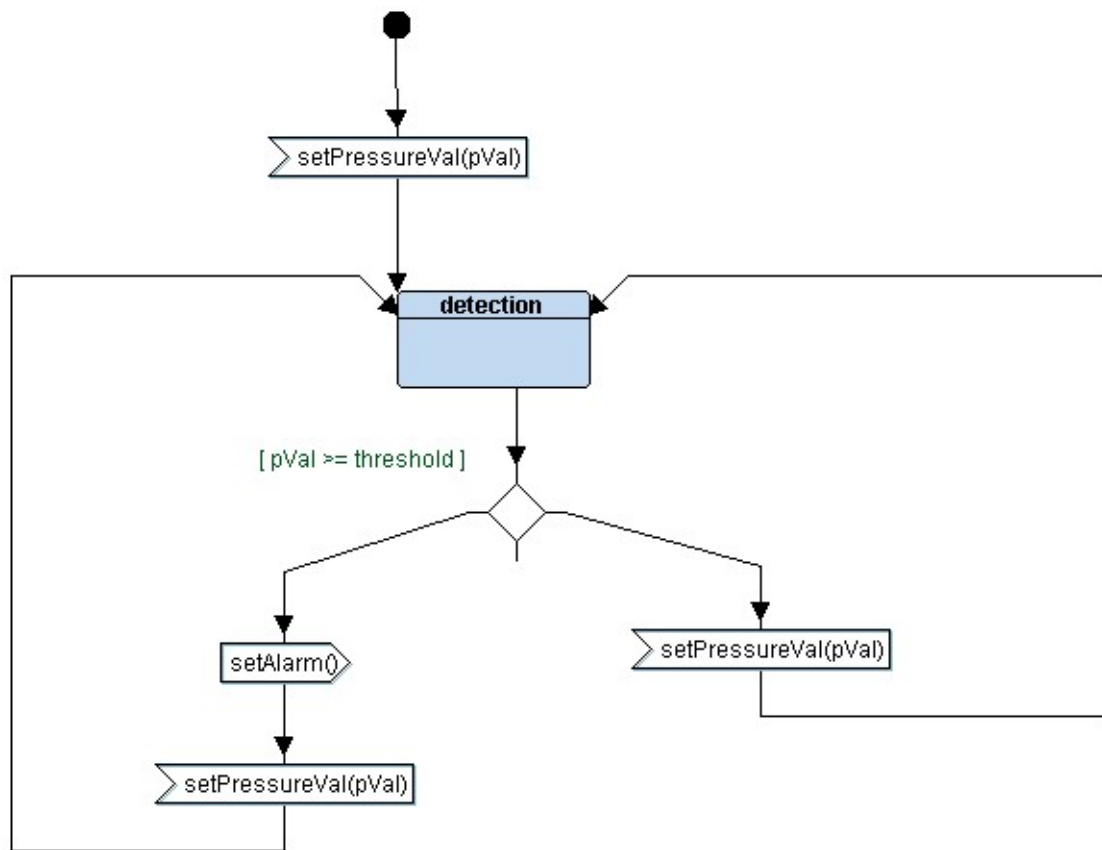 setPressureVal(pVal)
detection
[ pVal >= threshold ]
setAlarm()
setPressureVal(pVal)
setPressureVal(pVal)